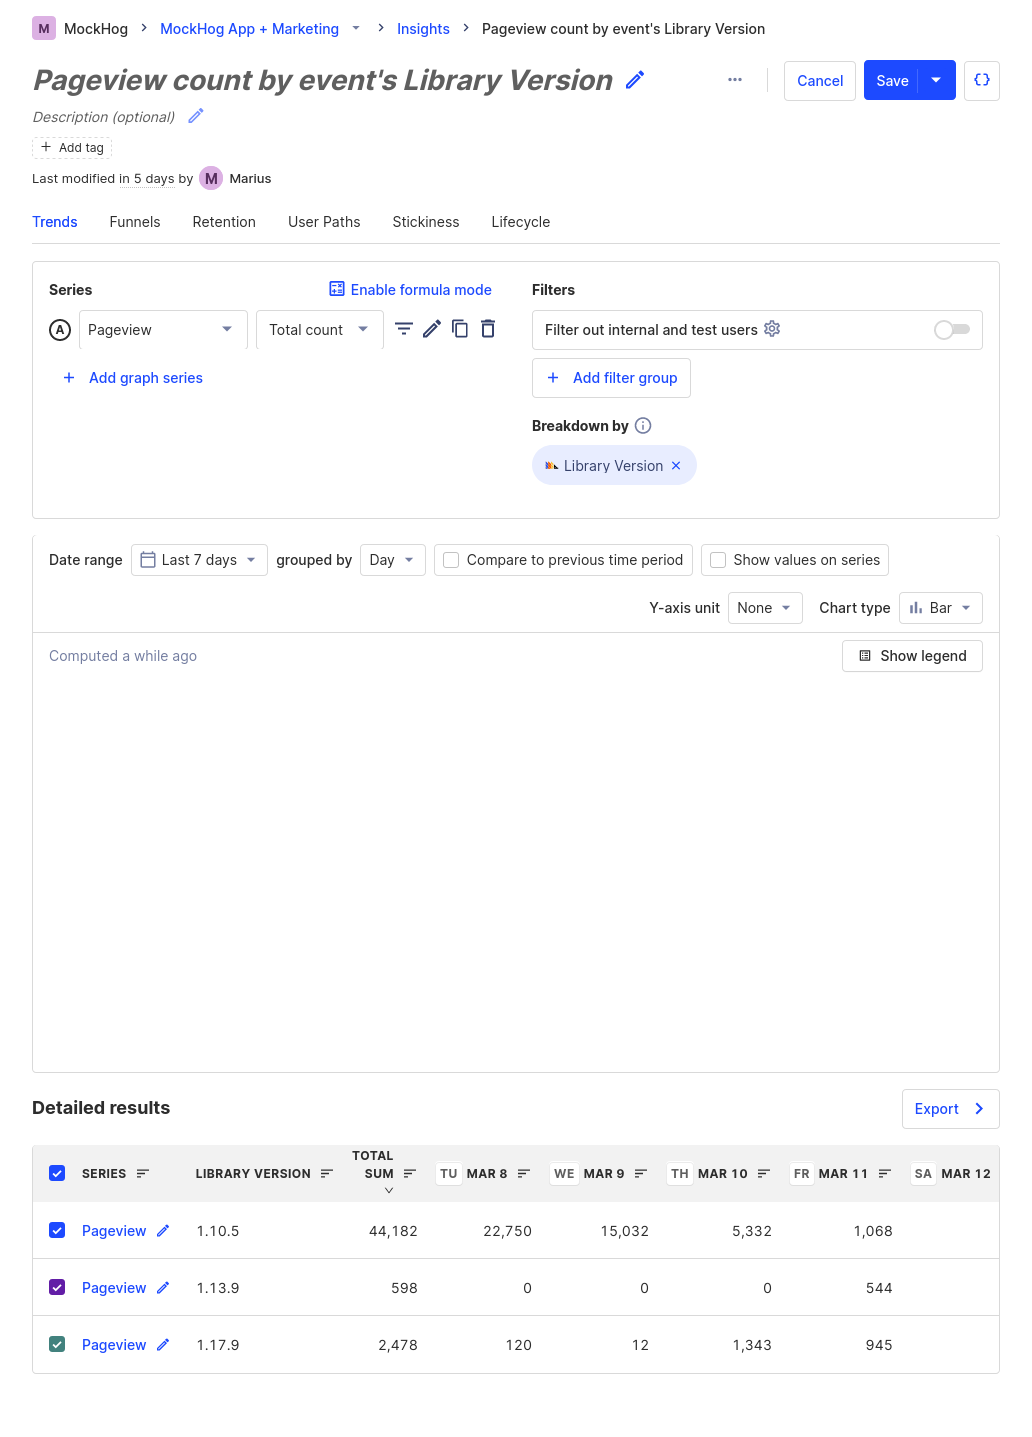 M MockHog MockHog App + Marketing Insights Pageview count by event's Library Version
Pageview count by event's Library Version
Cancel Save
Description (optional)
Add tag
Last modified in 5 days by M Marius
Trends Funnels Retention User Paths Stickiness Lifecycle
Series Enable formula mode
A Pageview Total count
Add graph series
Filters
Filter out internal and test users
Add filter group
Breakdown by
Library Version
Date range Last 7 days grouped by Day Compare to previous time period Show values on series
Y-axis unit None Chart type Bar
Computed a while ago Show legend
Detailed results Export
SERIES LIBRARY VERSION TOTAL SUM TU MAR 8 WE MAR 9 TH MAR 10 FR MAR 11 SA MAR 12
Pageview 1.10.5 44,182 22,750 15,032 5,332 1,068
Pageview 1.13.9 598 0 0 0 544
Pageview 1.17.9 2,478 120 12 1,343 945